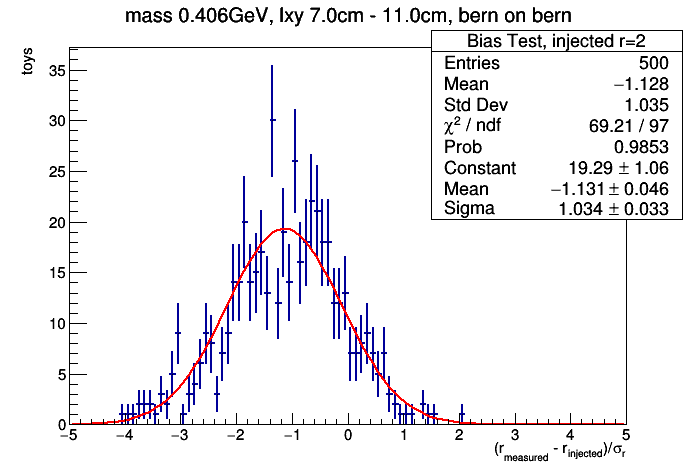 mass 0.406GeV, lxy 7.0cm - 11.0cm, bern on bern
Bias Test, injected r=2
Entries 500
Mean −1.128
Std Dev 1.035
χ² / ndf 69.21 / 97
Prob 0.9853
Constant 19.29 ± 1.06
Mean −1.131 ± 0.046
Sigma 1.034 ± 0.033
toys
35
30
25
20
15
10
5
0
−5 −4 −3 −2 −1 0 1 2 3 4 5
(r_measured - r_injected)/σ_r